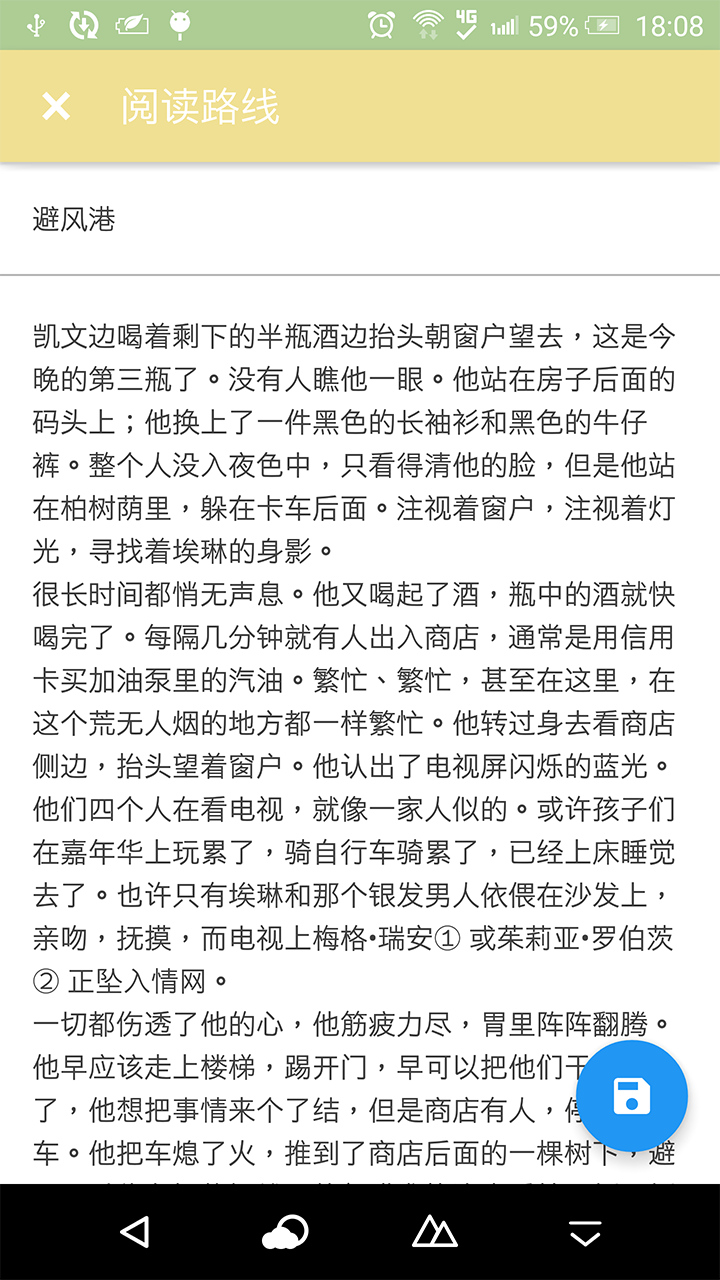 4G
59%
18:08
阅读路线
避风港
凯文边喝着剩下的半瓶酒边抬头朝窗户望去，这是今
晚的第三瓶了。没有人瞧他一眼。他站在房子后面的
码头上；他换上了一件黑色的长袖衫和黑色的牛仔
裤。整个人没入夜色中，只看得清他的脸，但是他站
在柏树荫里，躲在卡车后面。注视着窗户，注视着灯
光，寻找着埃琳的身影。
很长时间都悄无声息。他又喝起了酒，瓶中的酒就快
喝完了。每隔几分钟就有人出入商店，通常是用信用
卡买加油泵里的汽油。繁忙、繁忙，甚至在这里，在
这个荒无人烟的地方都一样繁忙。他转过身去看商店
侧边，抬头望着窗户。他认出了电视屏闪烁的蓝光。
他们四个人在看电视，就像一家人似的。或许孩子们
在嘉年华上玩累了，骑自行车骑累了，已经上床睡觉
去了。也许只有埃琳和那个银发男人依偎在沙发上，
亲吻，抚摸，而电视上梅格•瑞安① 或茱莉亚•罗伯茨
② 正坠入情网。
一切都伤透了他的心，他筋疲力尽，胃里阵阵翻腾。
他早应该走上楼梯，踢开门，早可以把他们干
了，他想把事情来个了结，但是商店有人，
车。他把车熄了火，推到了商店后面的一棵树下，避